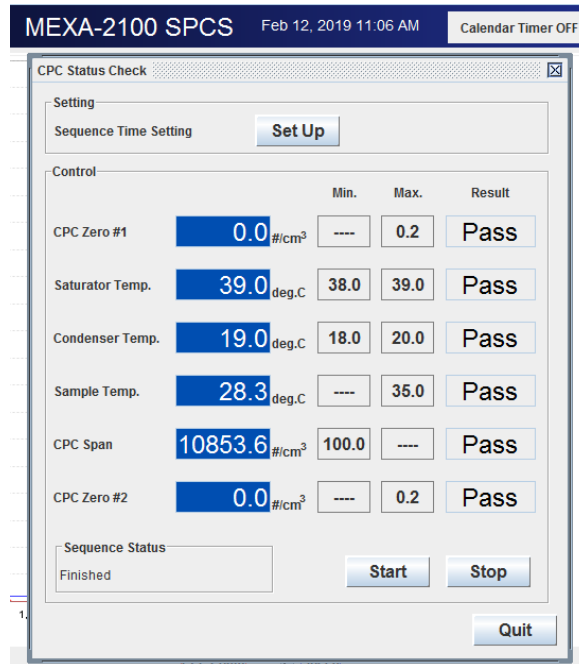 MEXA-2100 SPCS Feb 12, 2019 11:06 AM Calendar Timer OFF
CPC Status Check
Setting
Sequence Time Setting Set Up
Control
Min. Max. Result
CPC Zero #1 0.0 #/cm³ ---- 0.2 Pass
Saturator Temp. 39.0 deg.C 38.0 39.0 Pass
Condenser Temp. 19.0 deg.C 18.0 20.0 Pass
Sample Temp. 28.3 deg.C ---- 35.0 Pass
CPC Span 10853.6 #/cm³ 100.0 ---- Pass
CPC Zero #2 0.0 #/cm³ ---- 0.2 Pass
Sequence Status
Finished Start Stop
1.
Quit